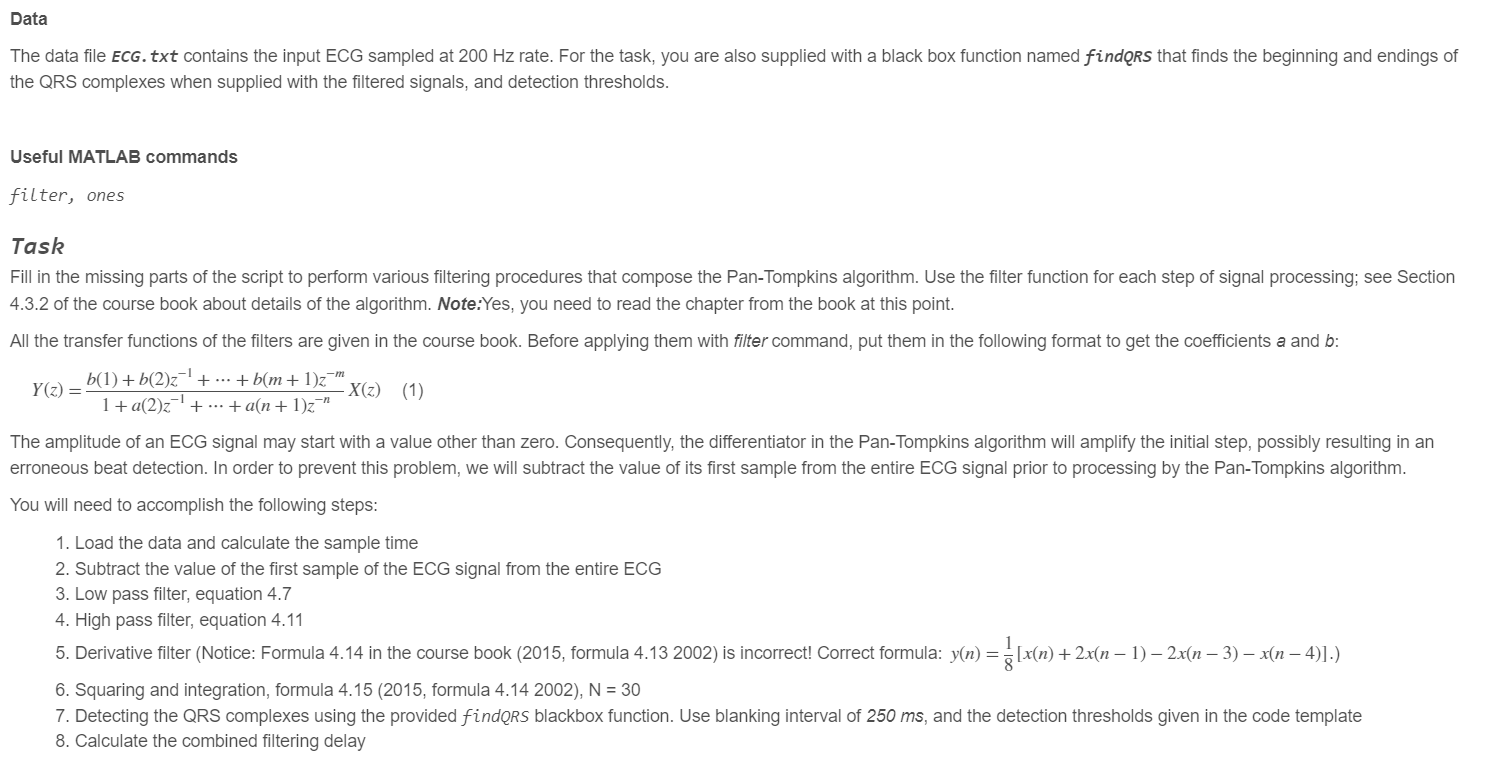 Data
The data file ECG.txt contains the input ECG sampled at 200 Hz rate. For the task, you are also supplied with a black box function named findQRS that finds the beginning and endings of
the QRS complexes when supplied with the filtered signals, and detection thresholds.
Useful MATLAB commands
filter, ones
Task
Fill in the missing parts of the script to perform various filtering procedures that compose the Pan-Tompkins algorithm. Use the filter function for each step of signal processing; see Section
4.3.2 of the course book about details of the algorithm. Note:Yes, you need to read the chapter from the book at this point.
All the transfer functions of the filters are given in the course book. Before applying them with filter command, put them in the following format to get the coefficients a and b:
Y(z) = \frac{b(1) + b(2)z^{-1} + ⋯ + b(m + 1)z^{-m}}{1 + a(2)z^{-1} + ⋯ + a(n + 1)z^{-n}} X(z) (1)
The amplitude of an ECG signal may start with a value other than zero. Consequently, the differentiator in the Pan-Tompkins algorithm will amplify the initial step, possibly resulting in an
erroneous beat detection. In order to prevent this problem, we will subtract the value of its first sample from the entire ECG signal prior to processing by the Pan-Tompkins algorithm.
You will need to accomplish the following steps:
1. Load the data and calculate the sample time
2. Subtract the value of the first sample of the ECG signal from the entire ECG
3. Low pass filter, equation 4.7
4. High pass filter, equation 4.11
5. Derivative filter (Notice: Formula 4.14 in the course book (2015, formula 4.13 2002) is incorrect! Correct formula: y(n) = \frac{1}{8}[x(n) + 2x(n − 1) − 2x(n − 3) − x(n − 4)].)
6. Squaring and integration, formula 4.15 (2015, formula 4.14 2002), N = 30
7. Detecting the QRS complexes using the provided findQRS blackbox function. Use blanking interval of 250 ms, and the detection thresholds given in the code template
8. Calculate the combined filtering delay